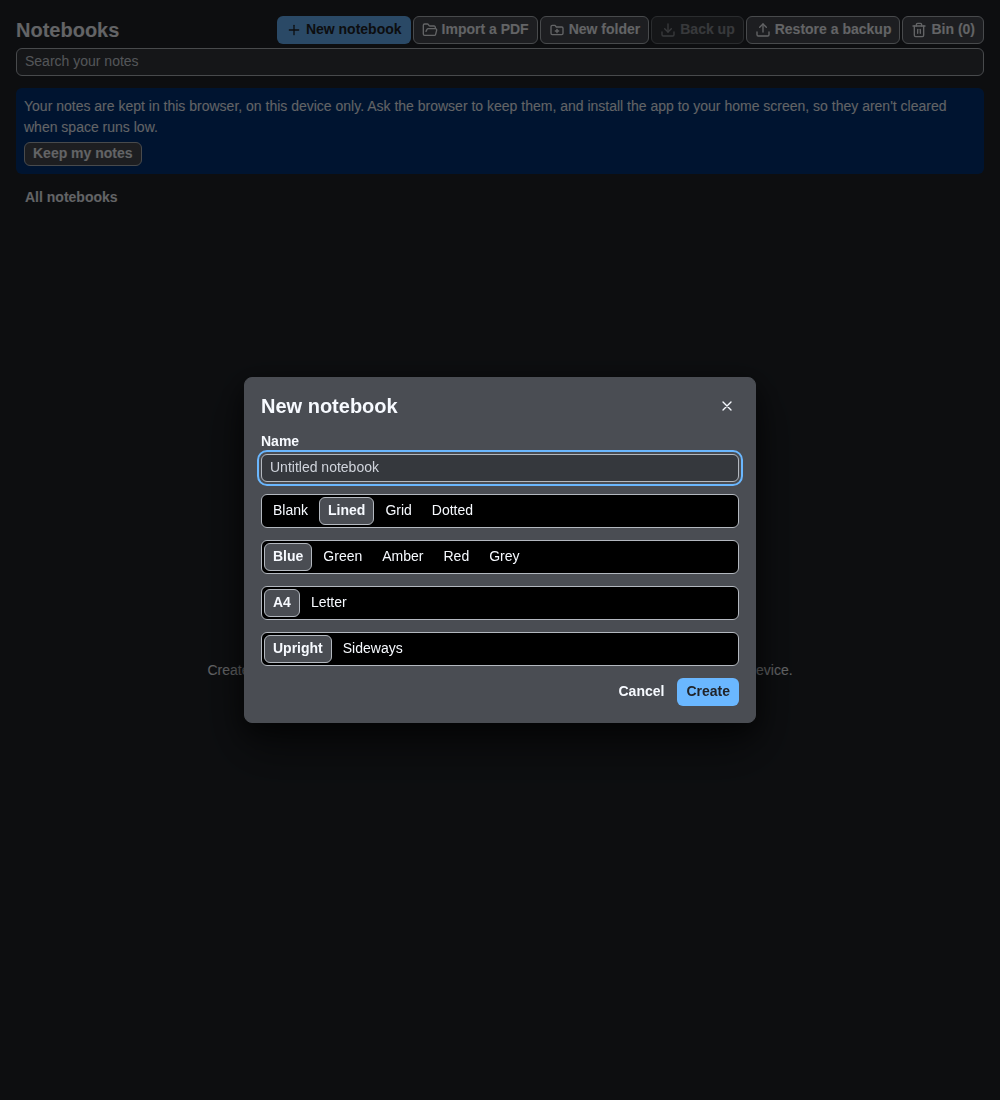 Notebooks
New notebook
Import a PDF
New folder
Back up
Restore a backup
Bin (0)
Search your notes
Your notes are kept in this browser, on this device only. Ask the browser to keep them, and install the app to your home screen, so they aren't cleared
when space runs low.
Keep my notes
All notebooks
New notebook
Name
Untitled notebook
Blank Lined Grid Dotted
Blue Green Amber Red Grey
A4 Letter
Upright Sideways
Cancel Create